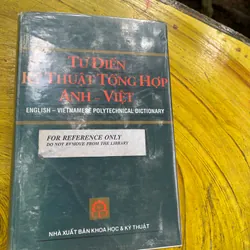 TỪ ĐIỂN
KỸ THUẬT TỔNG HỢP
ANH - VIỆT
ENGLISH – VIETNAMESE POLYTECHNICAL DICTIONARY
FOR REFERENCE ONLY
DO NOT REMOVE FROM THE LIBRARY
NHÀ XUẤT BẢN KHOA HỌC & KỸ THUẬT